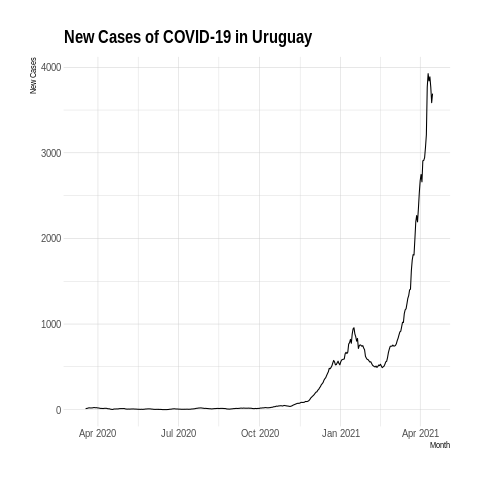 New Cases of COVID-19 in Uruguay
New Cases
4000
3000
2000
1000
0
Apr 2020 Jul 2020 Oct 2020 Jan 2021 Apr 2021
Month